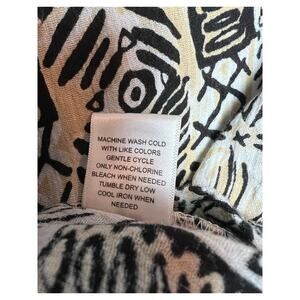 MACHINE WASH COLD
WITH LIKE COLORS
GENTLE CYCLE
ONLY NON-CHLORINE
BLEACH WHEN NEEDED
TUMBLE DRY LOW
COOL IRON WHEN
NEEDED